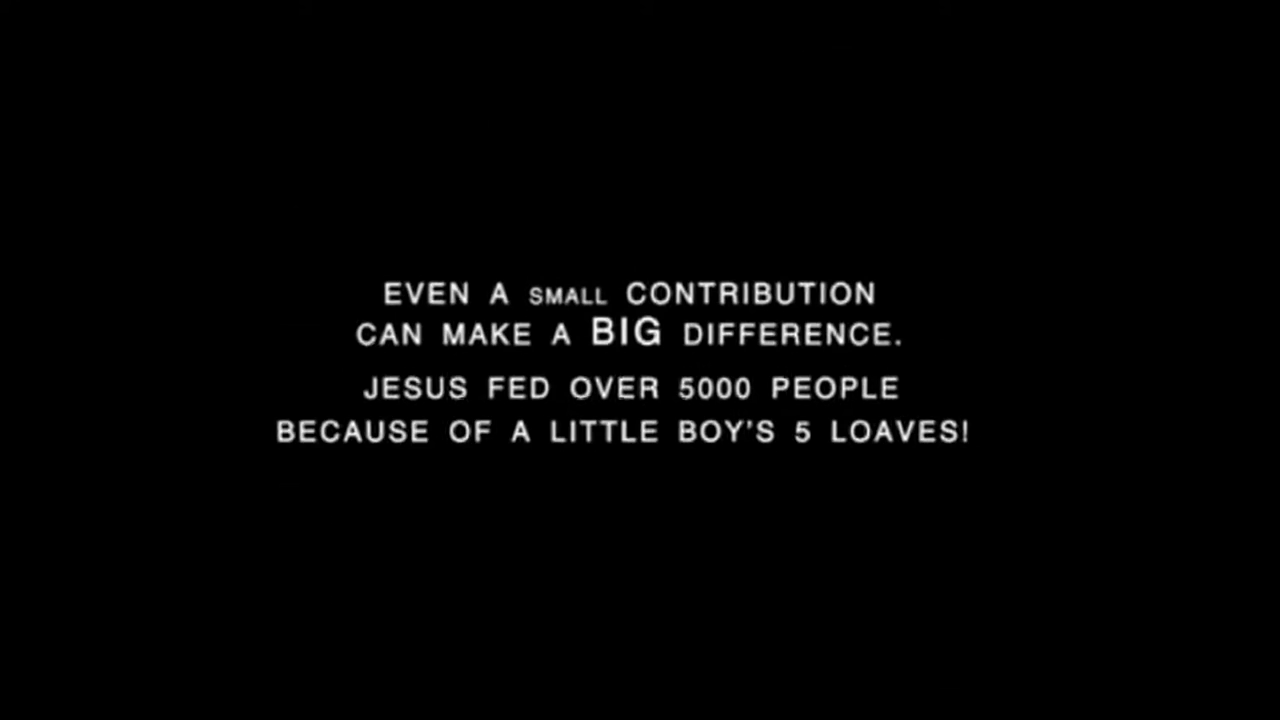 EVEN A SMALL CONTRIBUTION
CAN MAKE A BIG DIFFERENCE.
JESUS FED OVER 5000 PEOPLE
BECAUSE OF A LITTLE BOY'S 5 LOAVES!